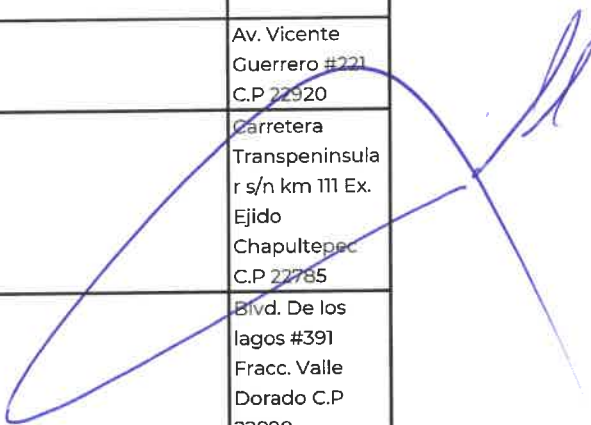 Av. Vicente
Guerrero #221
C.P 22920
Carretera
Transpeninsula
r s/n km 111 Ex.
Ejido
Chapultepec
C.P 22785
Blvd. De los
lagos #391
Fracc. Valle
Dorado C.P